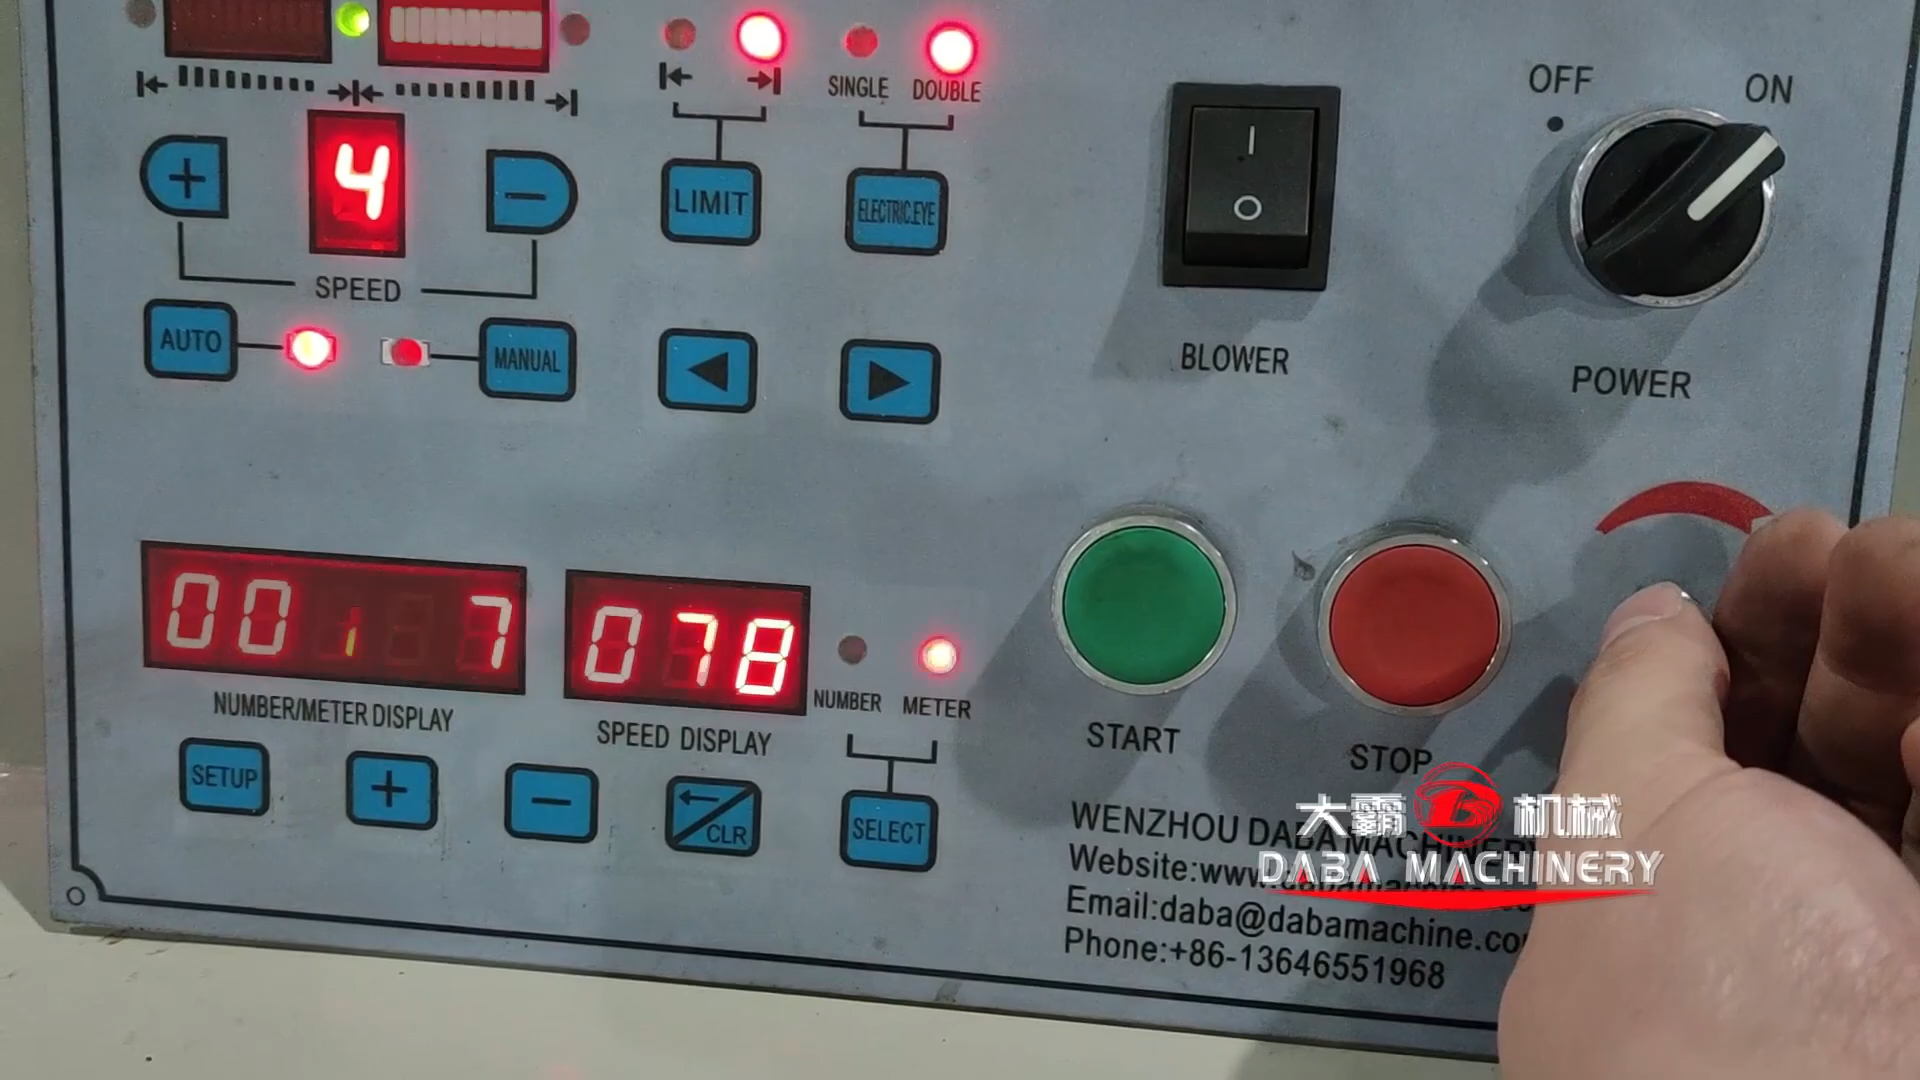 OFF ON
SINGLE DOUBLE
4
LIMIT
ELECTRIC.EYE
SPEED
AUTO
MANUAL
BLOWER
POWER
00 7
078
NUMBER METER
NUMBER/METER DISPLAY
SPEED DISPLAY
START
STOP
SETUP
CLR
SELECT
大霸 机械
DABA MACHINERY
WENZHOU DABA MACHINERY
Website:www.
Email:daba@dabamachine.co
Phone:+86-13646551968